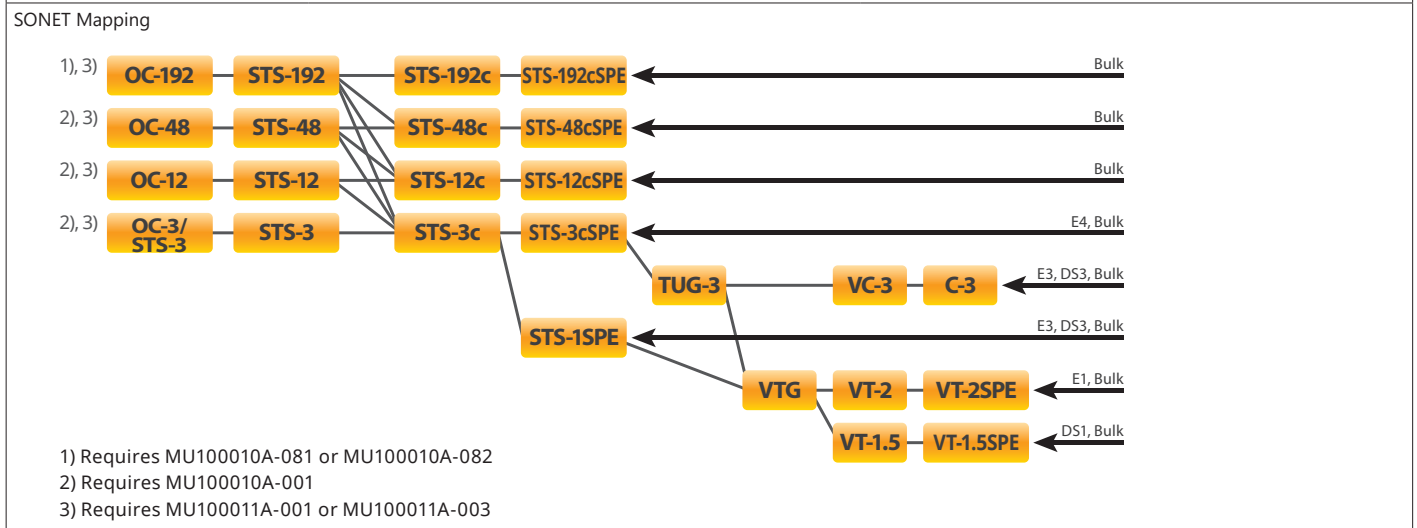 SONET Mapping
1), 3) OC-192 STS-192 STS-192c STS-192cSPE Bulk
2), 3) OC-48 STS-48 STS-48c STS-48cSPE Bulk
2), 3) OC-12 STS-12 STS-12c STS-12cSPE Bulk
2), 3) OC-3/ STS-3 STS-3c STS-3cSPE E4, Bulk
STS-3
TUG-3 VC-3 C-3 E3, DS3, Bulk
STS-1SPE E3, DS3, Bulk
VTG VT-2 VT-2SPE E1, Bulk
VT-1.5 VT-1.5SPE DS1, Bulk
1) Requires MU100010A-081 or MU100010A-082
2) Requires MU100010A-001
3) Requires MU100011A-001 or MU100011A-003